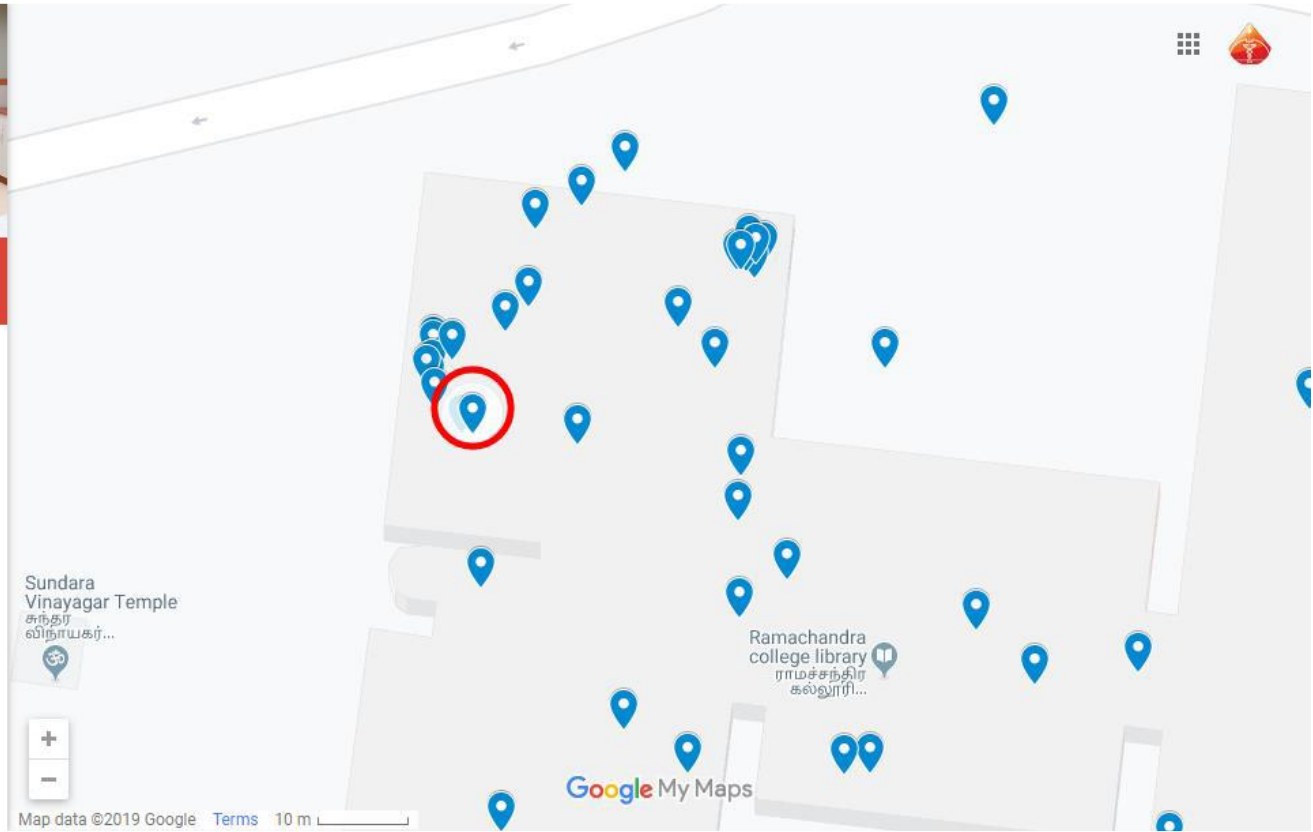 Sundara
Vinayagar Temple
சுந்தர
விநாயகர்...
Ramachandra
college library
ராமச்சந்திர
கல்லூரி...
+
−
Google My Maps
Map data ©2019 Google Terms 10 m